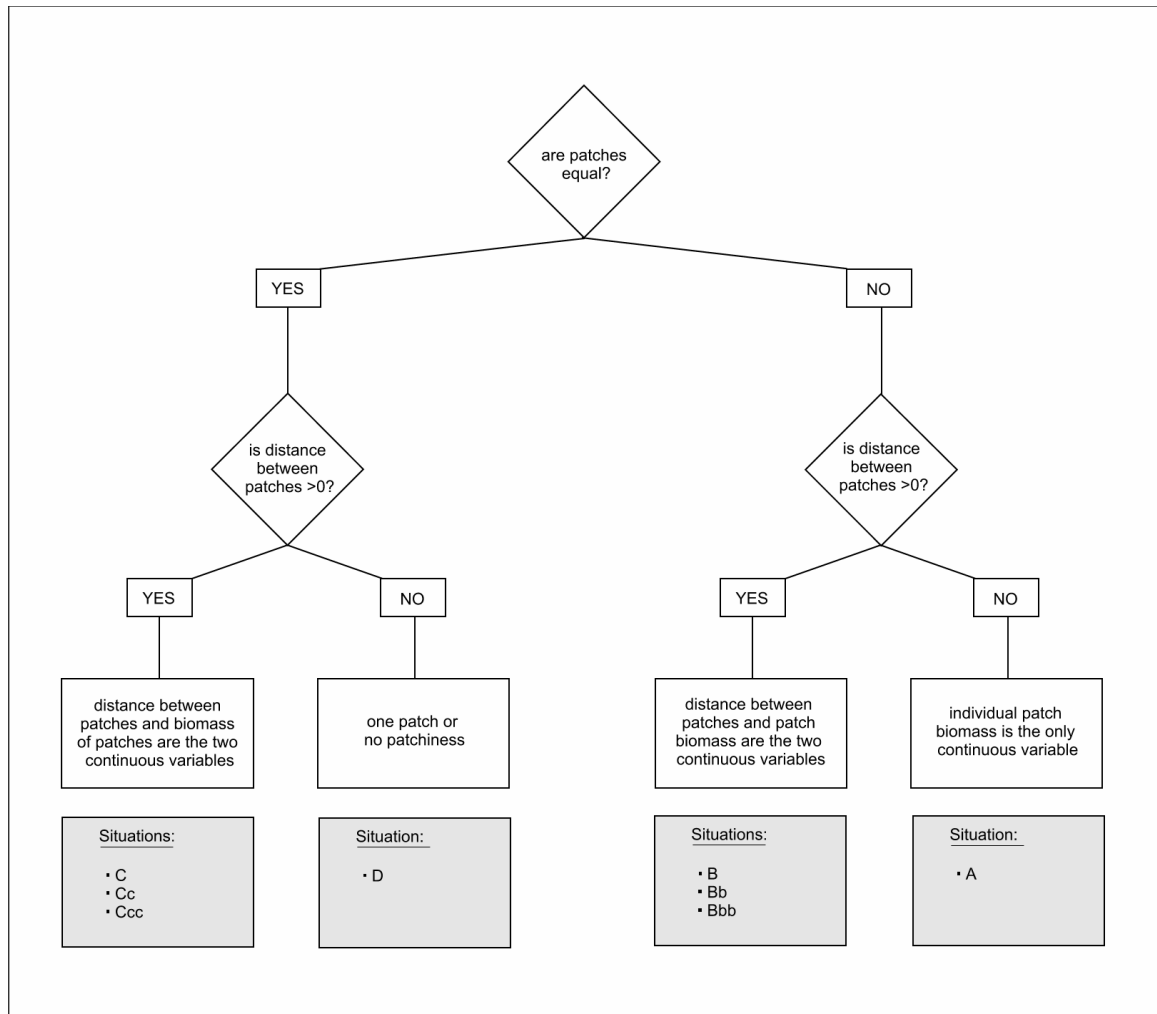 are patches
equal?
YES
NO
is distance
between
patches >0?
is distance
between
patches >0?
YES
NO
YES
NO
distance between
patches and biomass
of patches are the two
continuous variables
one patch or
no patchiness
distance between
patches and patch
biomass are the two
continuous variables
individual patch
biomass is the only
continuous variable
Situations:
▪ C
▪ Cc
▪ Ccc
Situation:
▪ D
Situations:
▪ B
▪ Bb
▪ Bbb
Situation:
▪ A